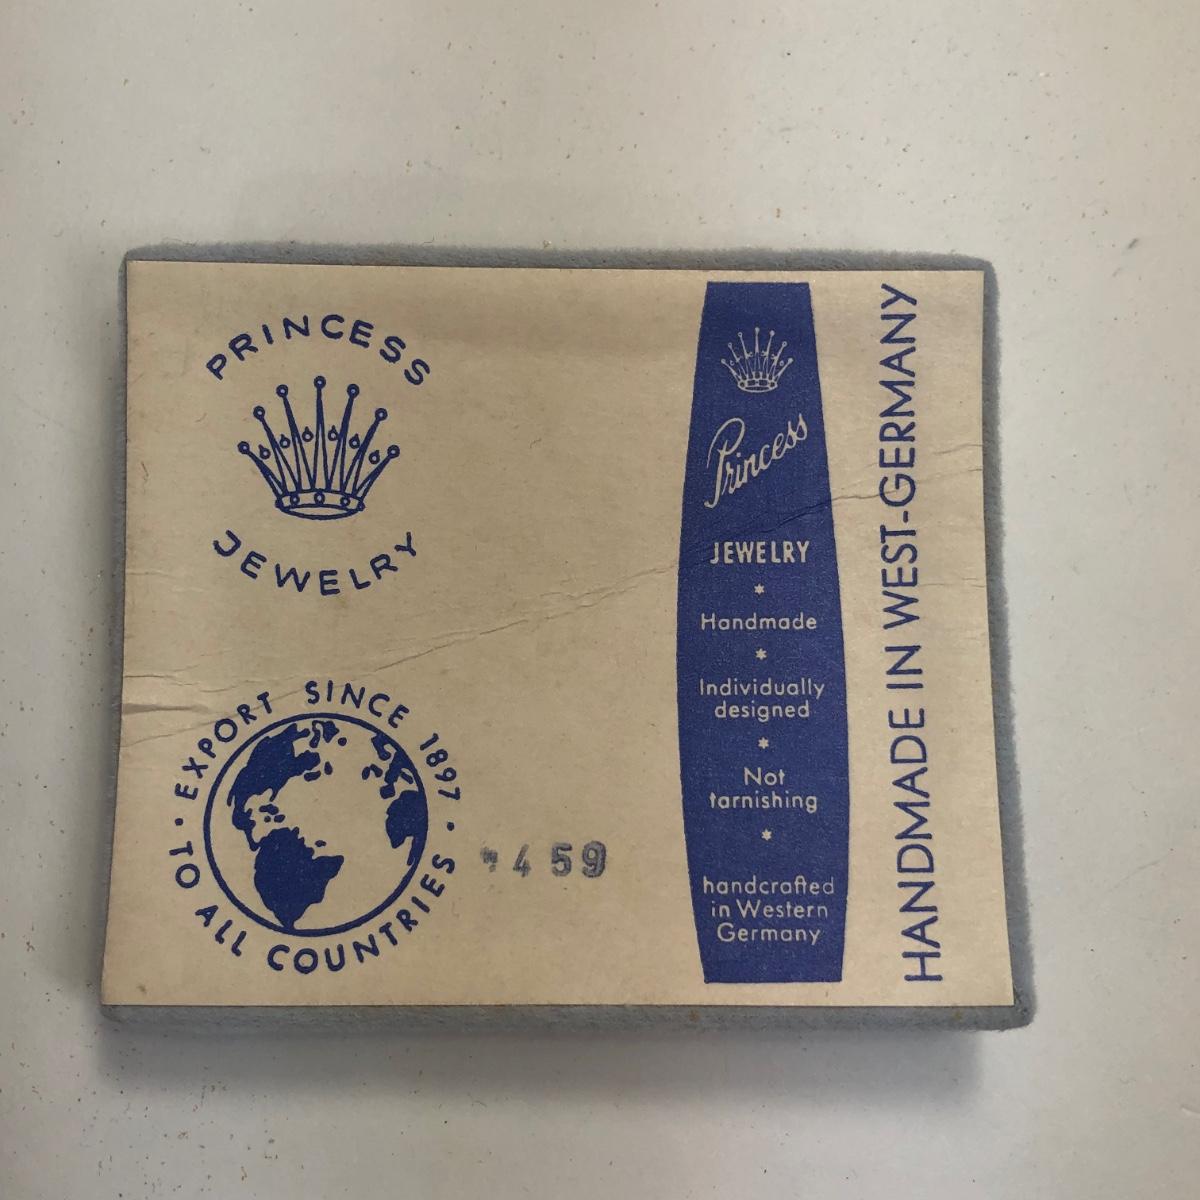 PRINCESS
JEWELRY
EXPORT SINCE 1897 · TO ALL COUNTRIES ·
459
Princess
JEWELRY
Handmade
Individually
designed
Not
tarnishing
handcrafted
in Western
Germany
HANDMADE IN WEST-GERMANY